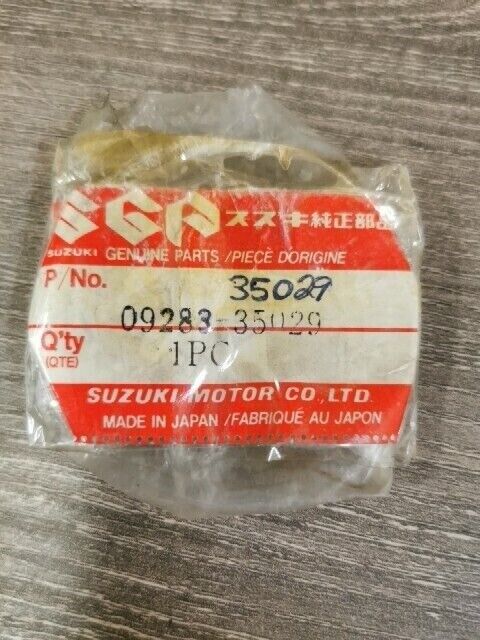 SGP スズキ純正部品
SUZUKI GENUINE PARTS /PIECĖ DORIGINE
P/No. 35029
09283-35029
Q'ty 1PC
(QTE)
SUZUKI MOTOR CO.,LTD.
MADE IN JAPAN /FABRIQUÉ AU JAPON